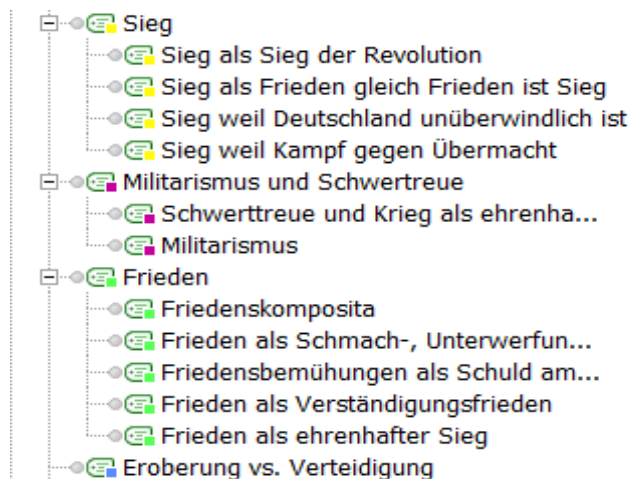 Sieg
Sieg als Sieg der Revolution
Sieg als Frieden gleich Frieden ist Sieg
Sieg weil Deutschland unüberwindlich ist
Sieg weil Kampf gegen Übermacht
Militarismus und Schwertreue
Schwerttreue und Krieg als ehrenha...
Militarismus
Frieden
Friedenskomposita
Frieden als Schmach-, Unterwerfun...
Friedensbemühungen als Schuld am...
Frieden als Verständigungsfrieden
Frieden als ehrenhafter Sieg
Eroberung vs. Verteidigung